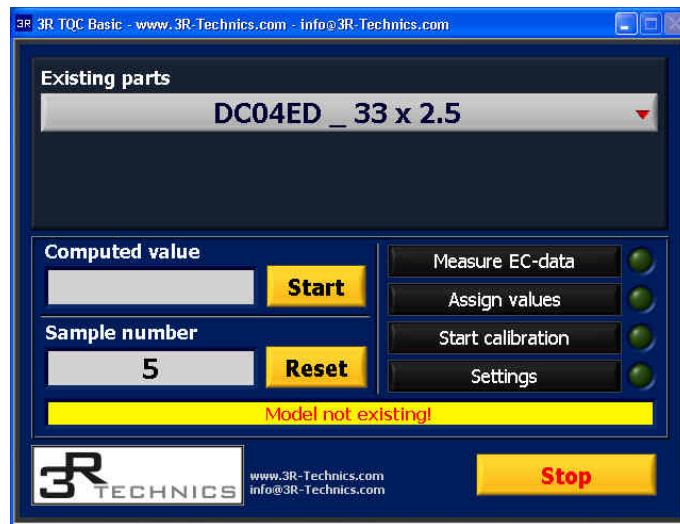 3R 3R TQC Basic - www.3R-Technics.com - info@3R-Technics.com
Existing parts
DC04ED _ 33 x 2.5
Computed value
Start
Measure EC-data
Assign values
Sample number
5
Reset
Start calibration
Settings
Model not existing!
3R TECHNICS
www.3R-Technics.com
info@3R-Technics.com
Stop